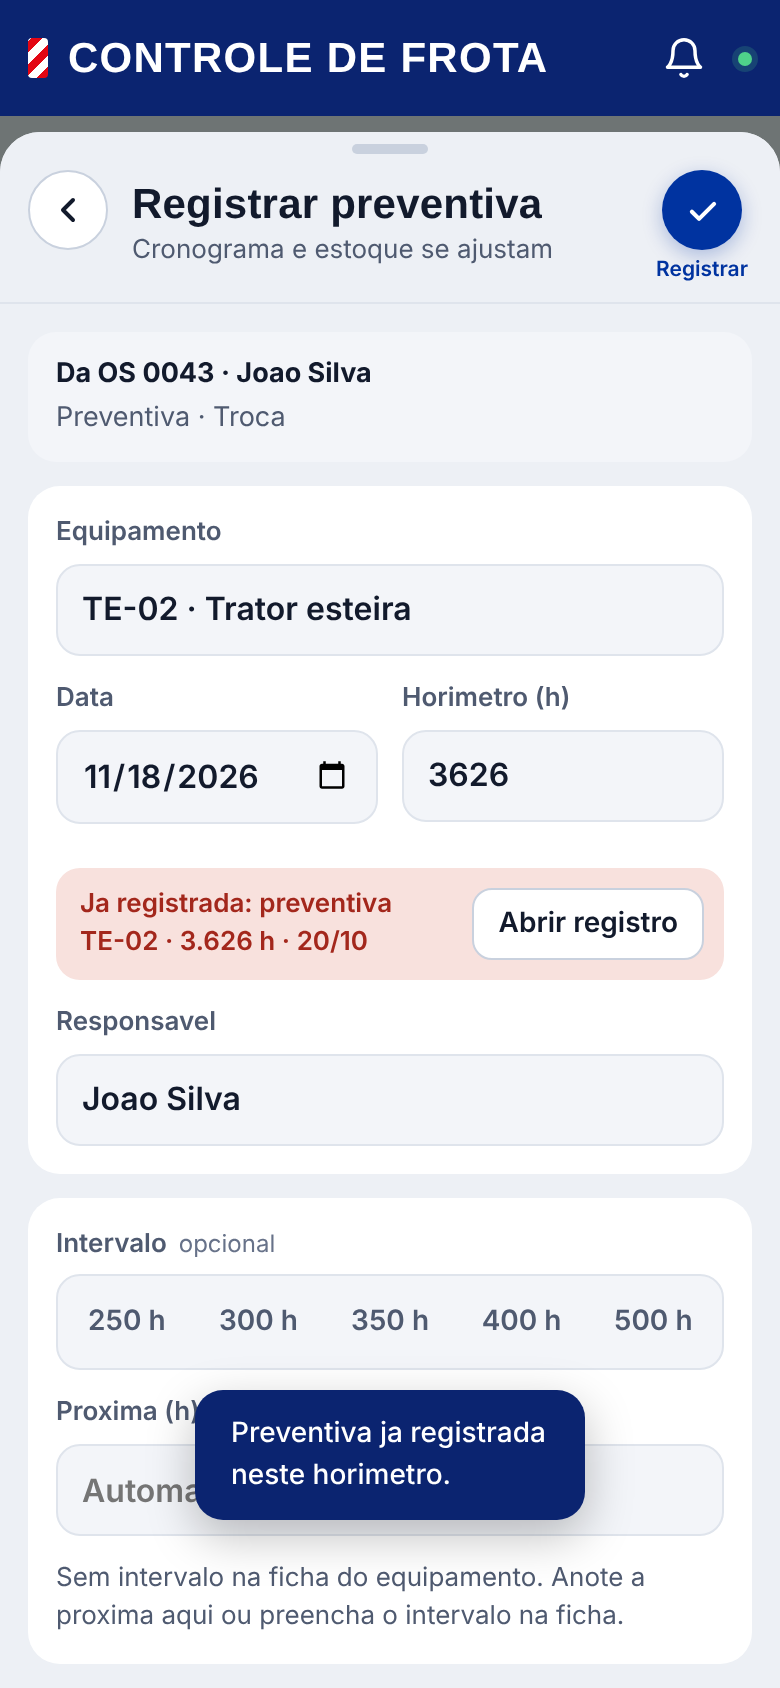 CONTROLE DE FROTA
Registrar preventiva
Cronograma e estoque se ajustam
Registrar
Da OS 0043 · Joao Silva
Preventiva · Troca
Equipamento
TE-02 · Trator esteira
Data
Horimetro (h)
11/18/2026
3626
Ja registrada: preventiva
TE-02 · 3.626 h · 20/10
Abrir registro
Responsavel
Joao Silva
Intervalo opcional
250 h 300 h 350 h 400 h 500 h
Proxima (h)
Preventiva ja registrada
neste horimetro.
Sem intervalo na ficha do equipamento. Anote a
proxima aqui ou preencha o intervalo na ficha.